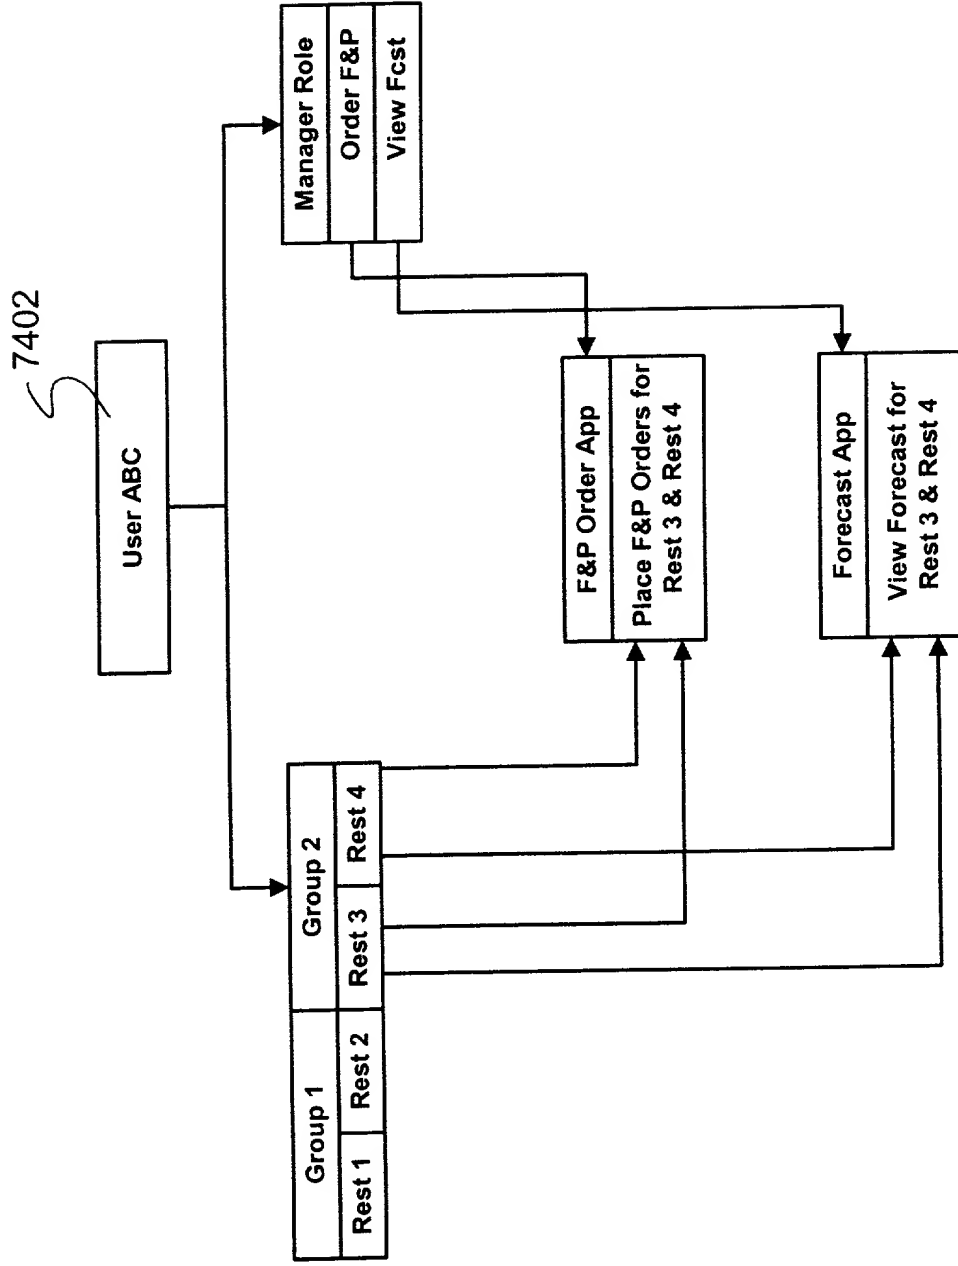 7402
User ABC
Group 1
Group 2
Rest 1
Rest 2
Rest 3
Rest 4
Manager Role
Order F&P
View Fcst
F&P Order App
Place F&P Orders for
Rest 3 & Rest 4
Forecast App
View Forecast for
Rest 3 & Rest 4